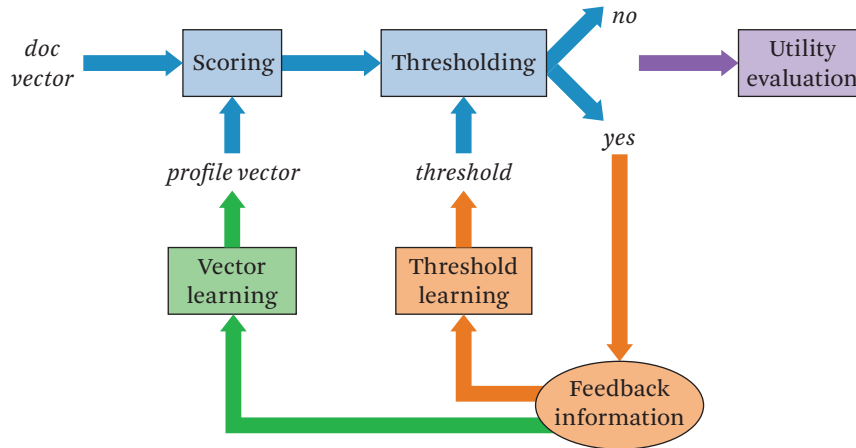 no
doc
vector
Scoring
Thresholding
Utility
evaluation
yes
profile vector
threshold
Vector
learning
Threshold
learning
Feedback
information